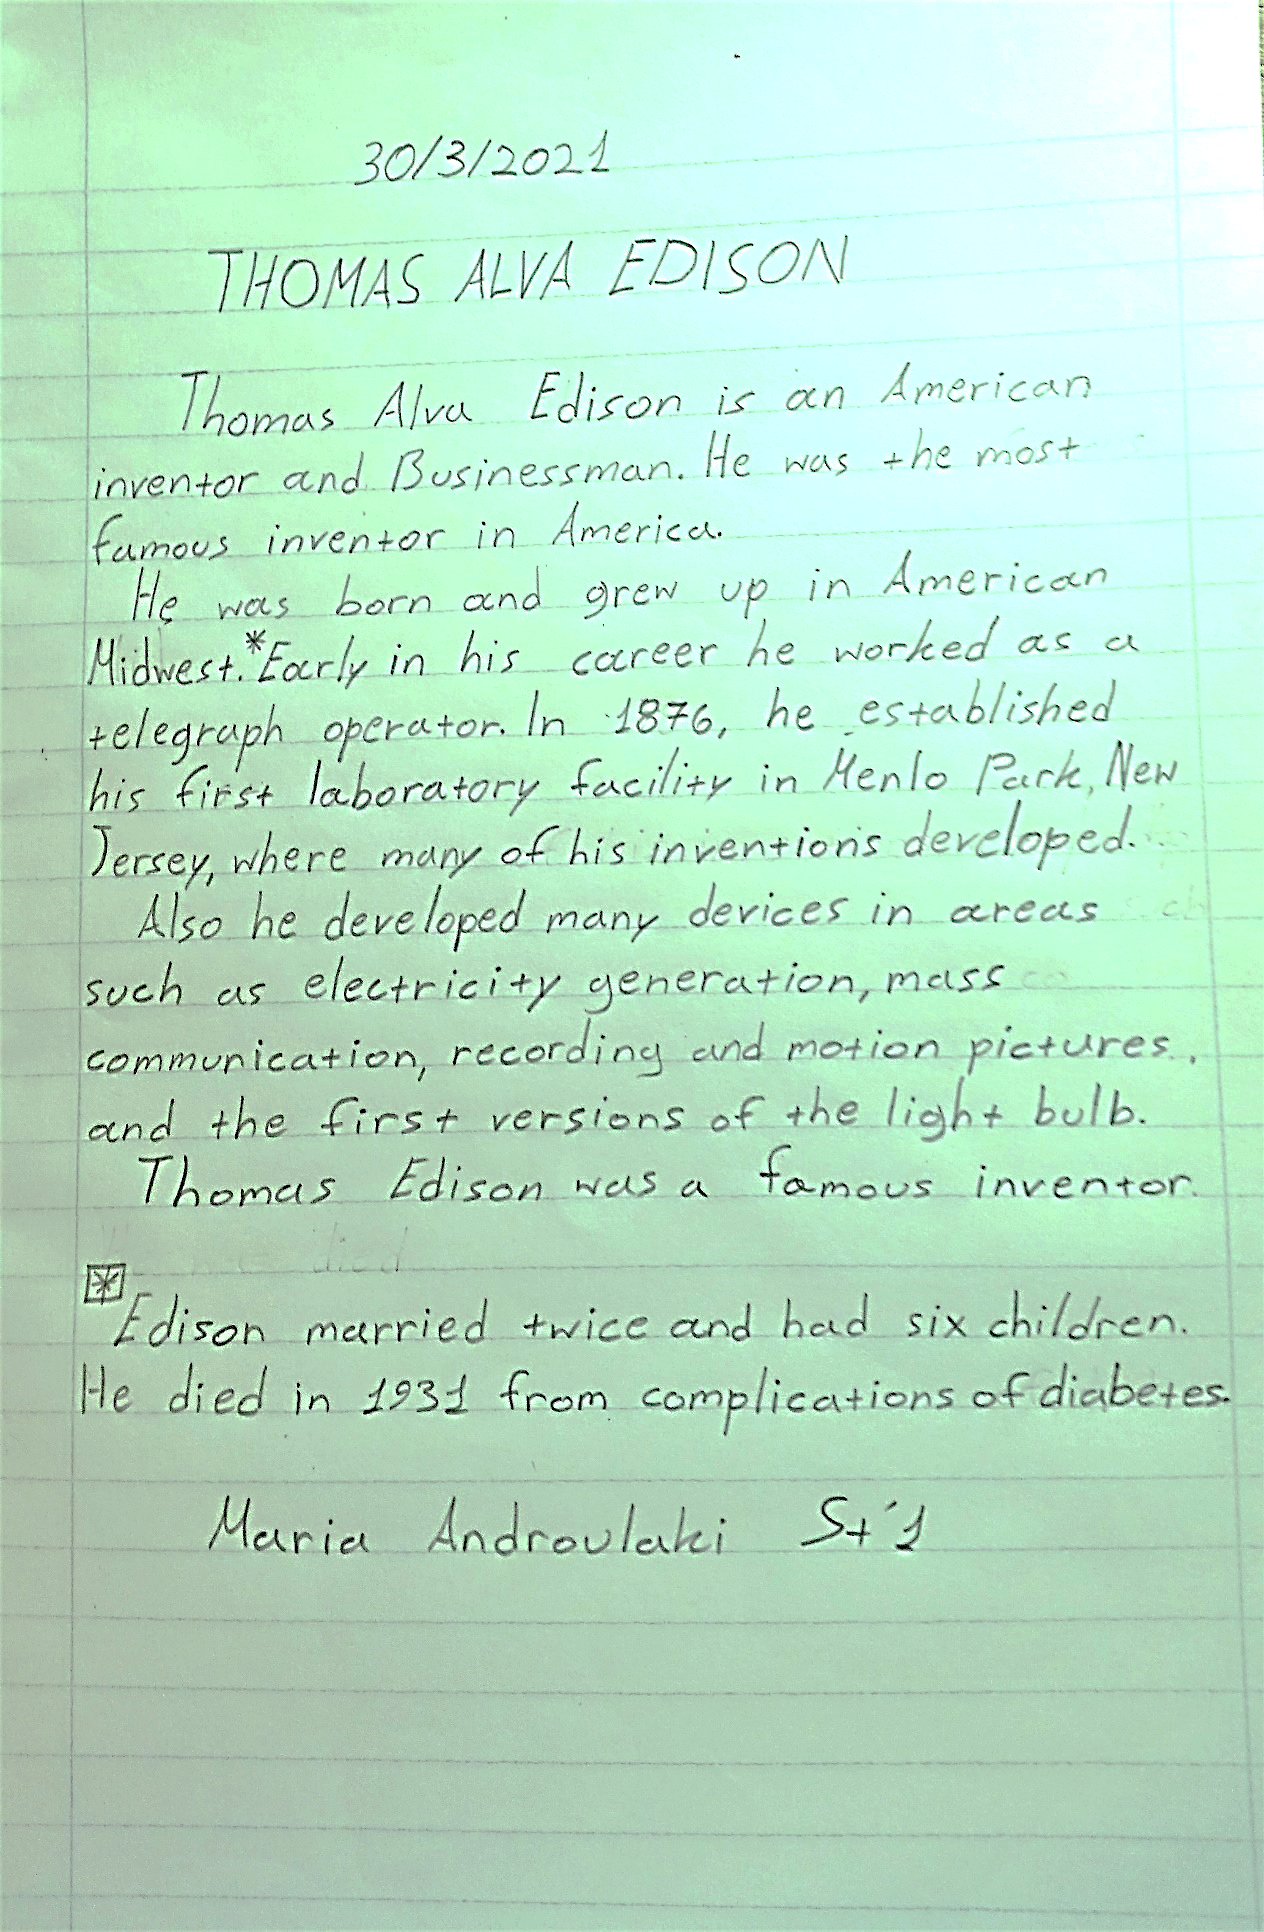 30/3/2021
THOMAS ALVA EDISON
Thomas Alva Edison is an American
inventor and Businessman. He was the most
famous inventor in America.
He was born and grew up in American
Midwest.*Early in his career he worked as a
telegraph operator. In 1876, he established
his first laboratory facility in Menlo Park, New
Jersey, where many of his inventions developed.
Also he developed many devices in areas
such as electricity generation, mass
communication, recording and motion pictures,
and the first versions of the light bulb.
Thomas Edison was a famous inventor.
died
* Edison married twice and had six children.
He died in 1931 from complications of diabetes.
Maria Androulaki St'1